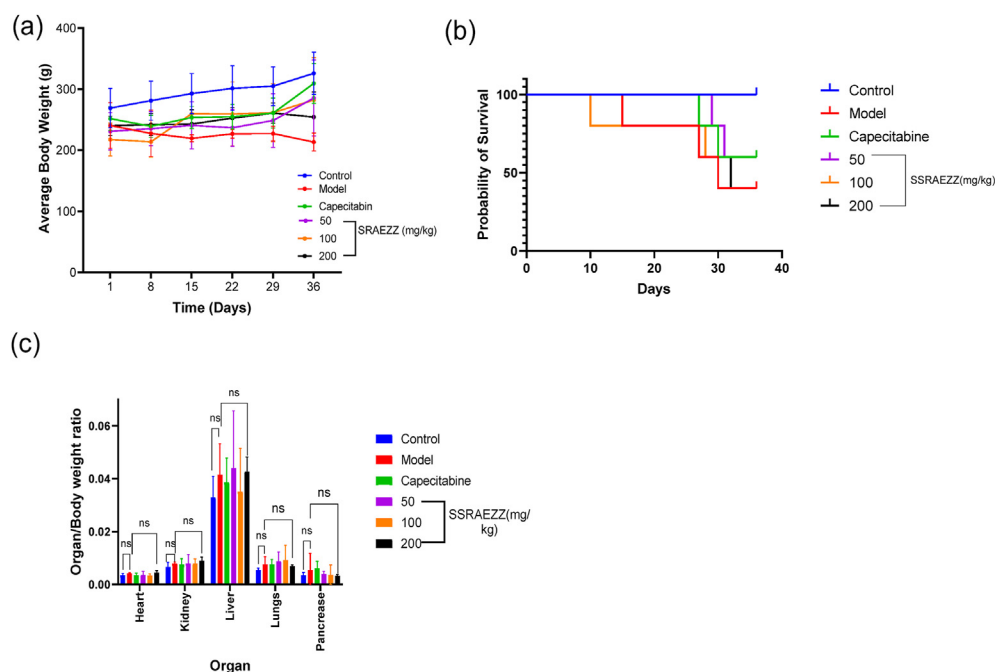 (a)
400
300
200
100
0
Average Body Weight (g)
1 8 15 22 29 36
Time (Days)
Control
Model
Capecitabin
50
100
200
SRAEZZ (mg/kg)
(b)
100
50
0
Probability of Survival
0 10 20 30 40
Days
Control
Model
Capecitabine
50
100
200
SSRAEZZ(mg/kg)
(c)
0.06
0.04
0.02
0.00
Organ/Body weight ratio
ns ns
ns ns
ns ns
ns ns
ns ns
Heart
Kidney
Liver
Lungs
Pancrease
Organ
Control
Model
Capecitabine
50
100
200
SSRAEZZ(mg/
kg)